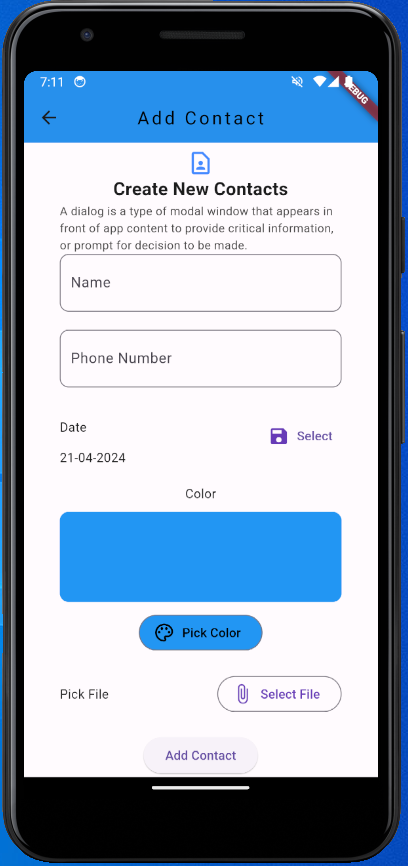 7:11
DEBUG
Add Contact
Create New Contacts
A dialog is a type of modal window that appears in
front of app content to provide critical information,
or prompt for decision to be made.
Name
Phone Number
Date
Select
21-04-2024
Color
Pick Color
Pick File
Select File
Add Contact